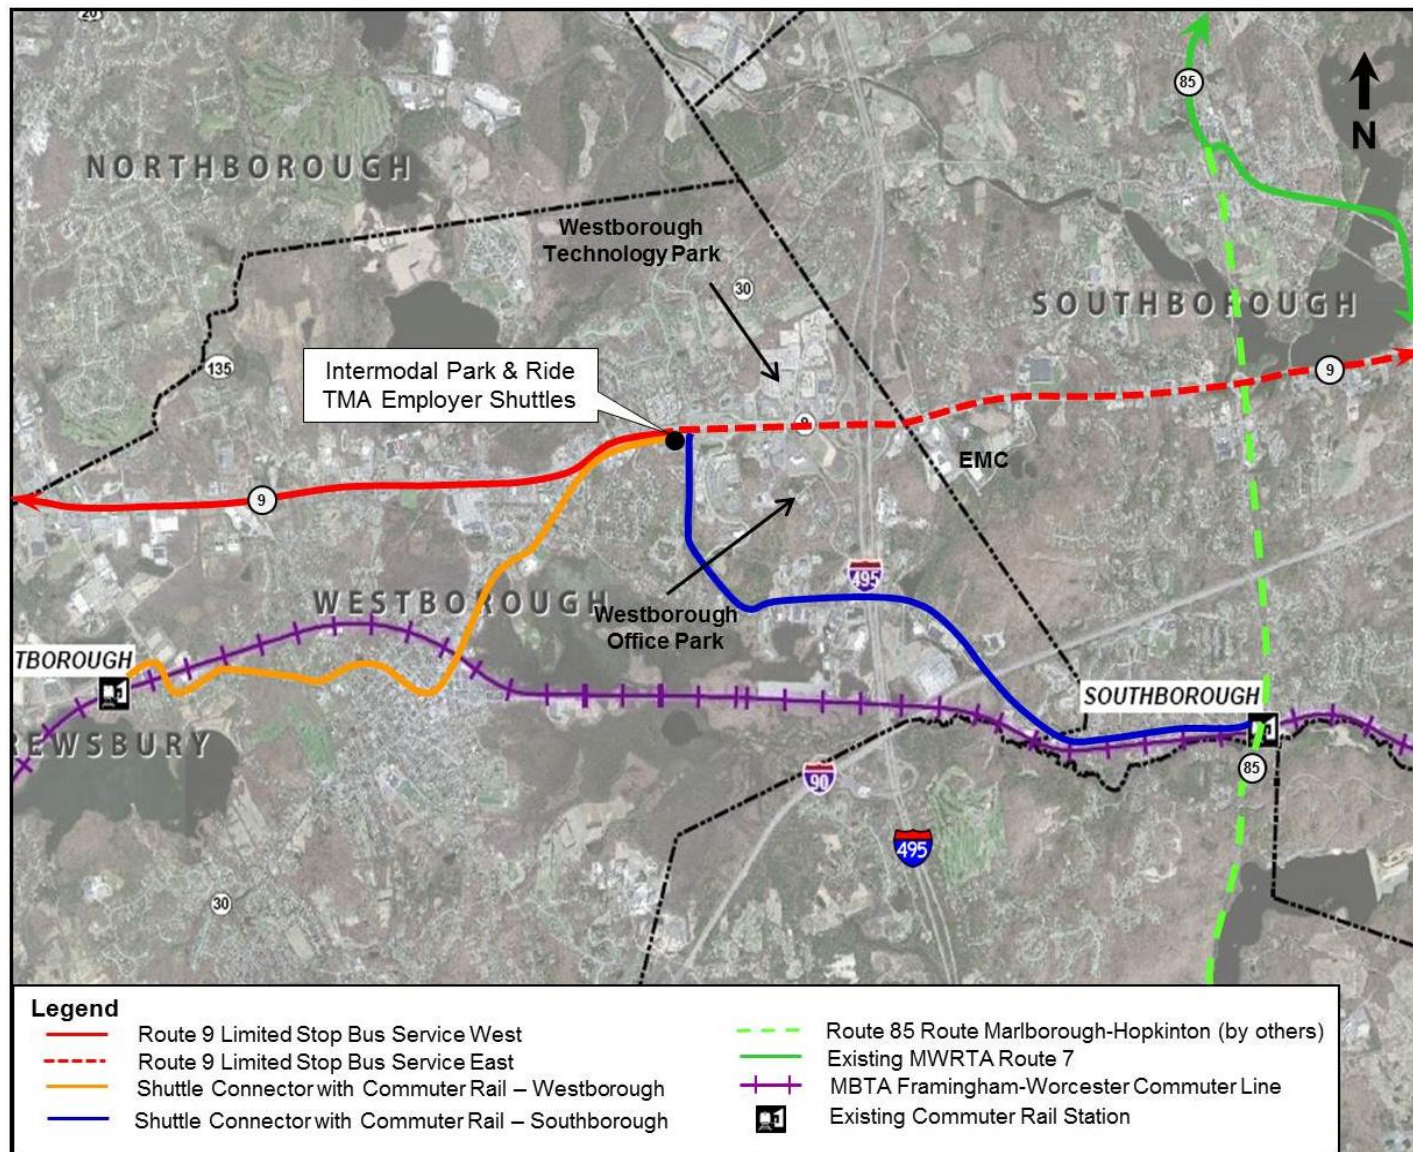 20
85
N
NORTHBOROUGH
Westborough
Technology Park
30
SOUTHBOROUGH
135
Intermodal Park & Ride
TMA Employer Shuttles
9
9
EMC
9
495
WESTBOROUGH
Westborough
Office Park
TBOROUGH
SOUTHBOROUGH
REWSBURY
85
90
495
30
Legend
Route 9 Limited Stop Bus Service West
Route 9 Limited Stop Bus Service East
Shuttle Connector with Commuter Rail – Westborough
Shuttle Connector with Commuter Rail – Southborough
Route 85 Route Marlborough-Hopkinton (by others)
Existing MWRTA Route 7
MBTA Framingham-Worcester Commuter Line
Existing Commuter Rail Station